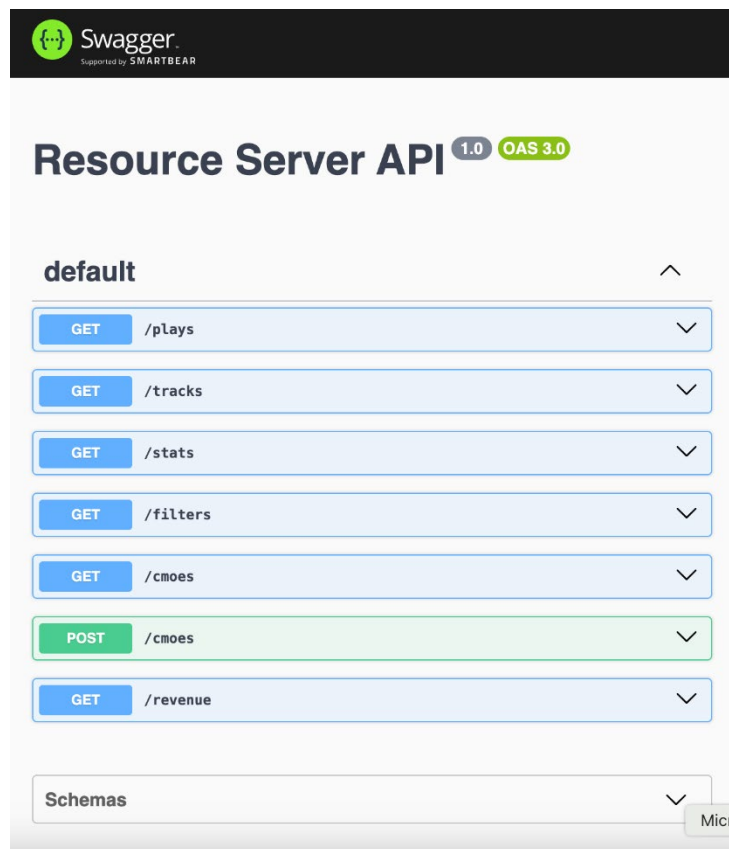 {···} Swagger.
Supported by SMARTBEAR
Resource Server API 1.0 OAS 3.0
default
GET /plays
GET /tracks
GET /stats
GET /filters
GET /cmoes
POST /cmoes
GET /revenue
Schemas
Micr